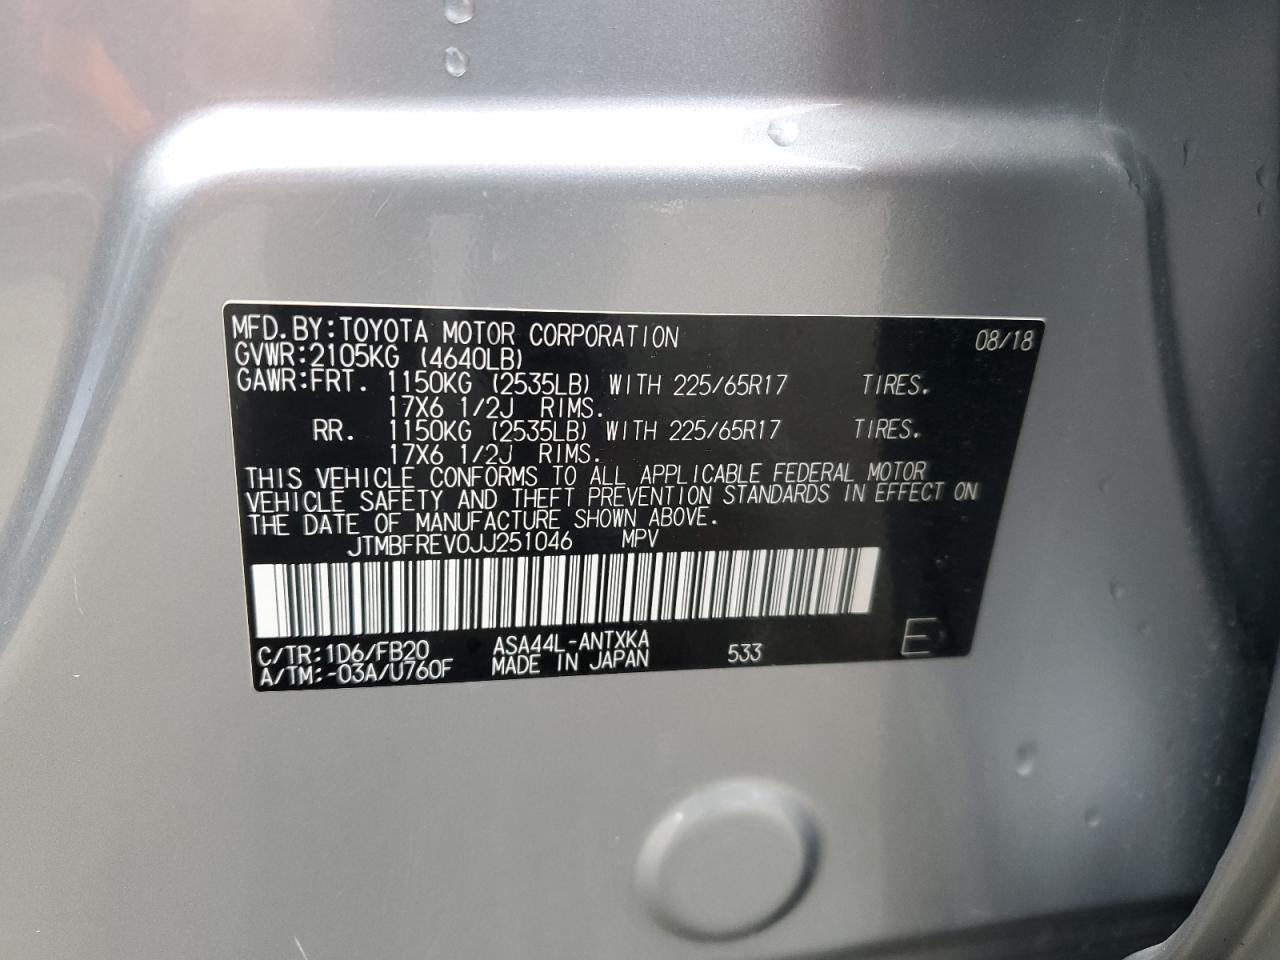 MFD.BY:TOYOTA MOTOR CORPORATION 08/18
GVWR:2105KG (4640LB)
GAWR:FRT. 1150KG (2535LB) WITH 225/65R17 TIRES.
17X6 1/2J RIMS.
RR. 1150KG (2535LB) WITH 225/65R17 TIRES.
17X6 1/2J RIMS.
THIS VEHICLE CONFORMS TO ALL APPLICABLE FEDERAL MOTOR
VEHICLE SAFETY AND THEFT PREVENTION STANDARDS IN EFFECT ON
THE DATE OF MANUFACTURE SHOWN ABOVE.
JTMBFREV0JJ251046 MPV
C/TR:1D6/FB20 ASA44L-ANTXKA 533 E
A/TM:-03A/U760F MADE IN JAPAN